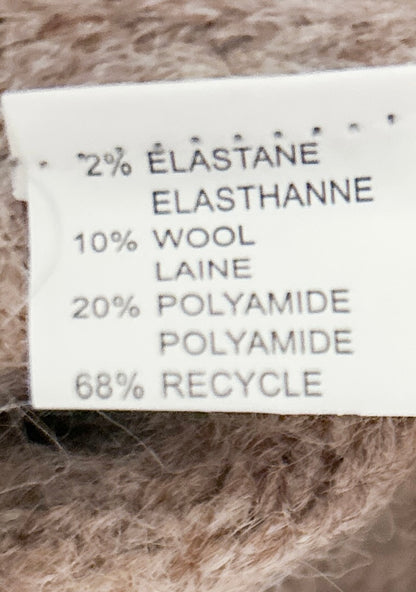 2% ELASTANE
ELASTHANNE
10% WOOL
LAINE
20% POLYAMIDE
POLYAMIDE
68% RECYCLE